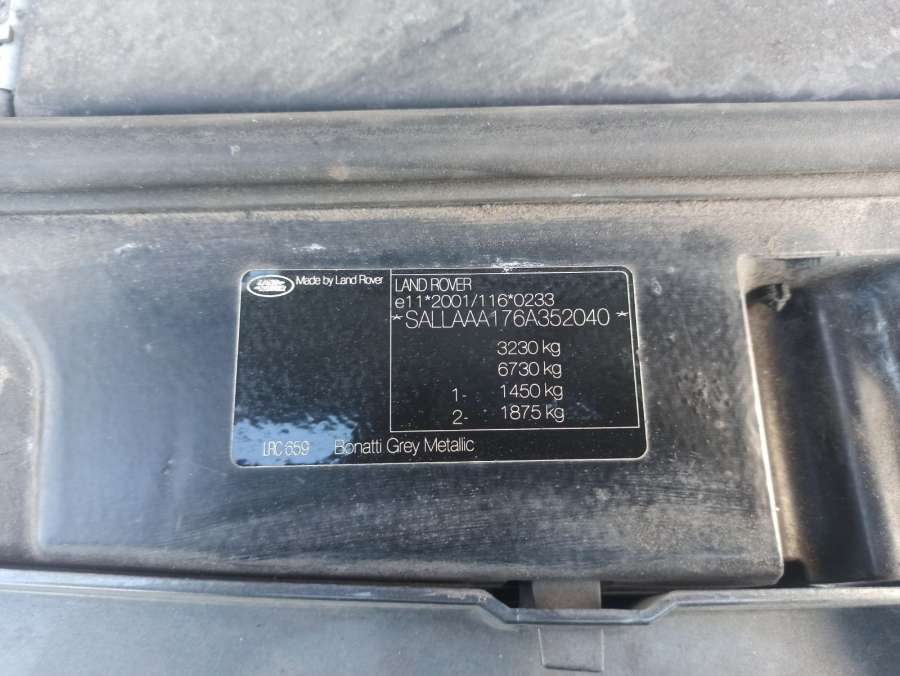 Made by Land Rover
LAND ROVER
e11*2001/116*0233
*SALLAAA176A352040*
3230 kg
6730 kg
1- 1450 kg
2- 1875 kg
LRC 659 Bonatti Grey Metallic